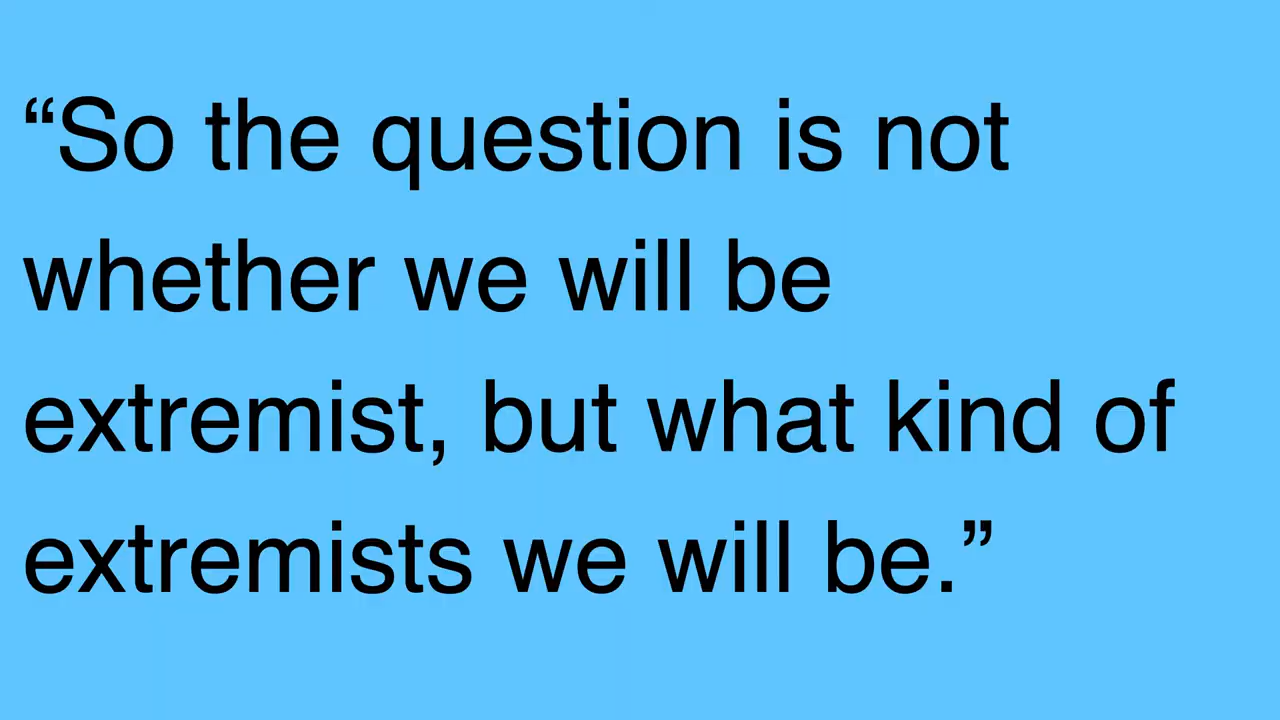 “So the question is not
whether we will be
extremist, but what kind of
extremists we will be.”